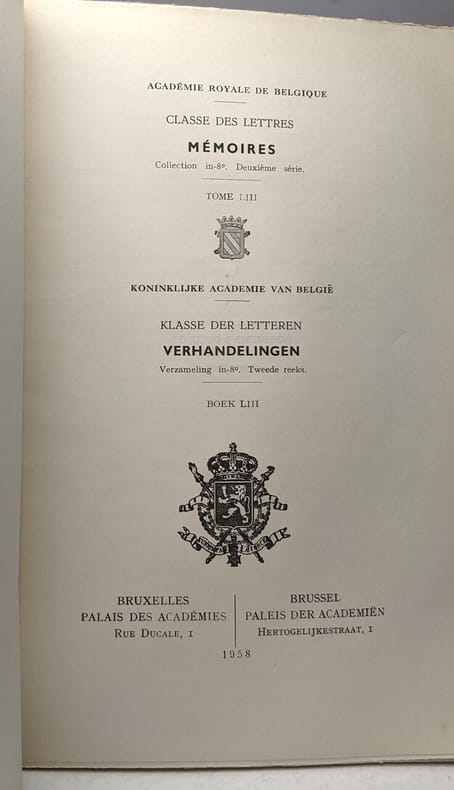 ACADÉMIE ROYALE DE BELGIQUE
CLASSE DES LETTRES
MÉMOIRES
Collection in-8º. Deuxième série.
TOME LIII
KONINKLIJKE ACADEMIE VAN BELGIË
KLASSE DER LETTEREN
VERHANDELINGEN
Verzameling in-8º. Tweede reeks.
BOEK LIII
BRUXELLES
PALAIS DES ACADÉMIES
RUE DUCALE, 1
BRUSSEL
PALEIS DER ACADEMIËN
HERTOGELIJKESTRAAT, 1
1958